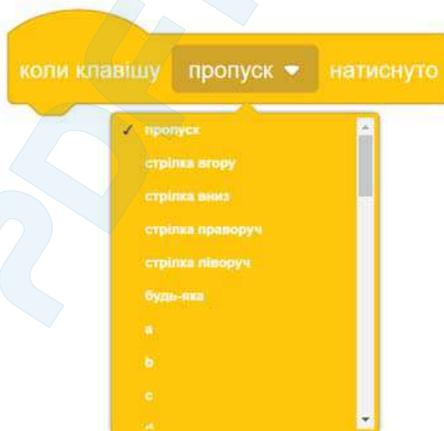 коли клавішу пропуск натиснуто
✓ пропуск
стрілка вгору
стрілка вниз
стрілка праворуч
стрілка ліворуч
будь-яка
a
b
c